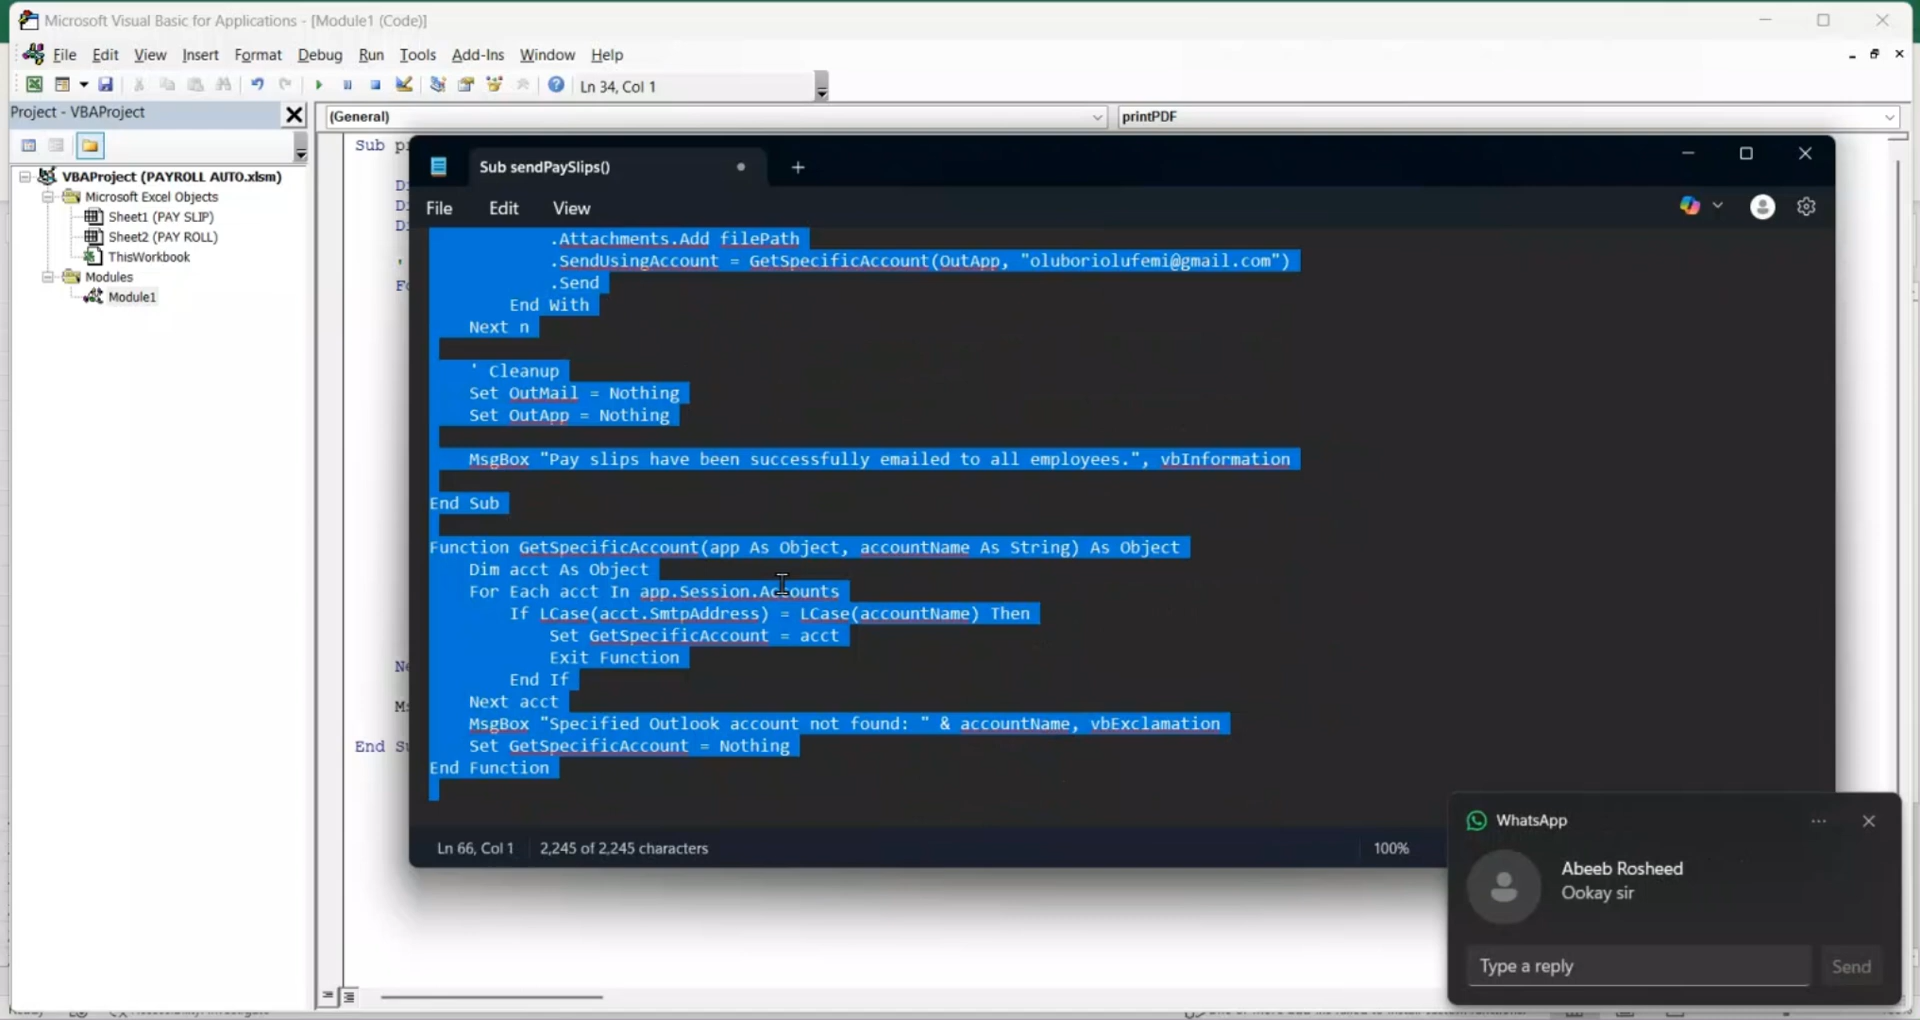 Microsoft Visual Basic for Applications - [Module1 (Code)]
File Edit View Insert Format Debug Run Tools Add-Ins Window Help
Ln 34, Col 1
Project - VBAProject
(General)
printPDF
VBAProject (PAYROLL AUTO.xlsm)
Microsoft Excel Objects
Sheet1 (PAY SLIP)
Sheet2 (PAY ROLL)
ThisWorkbook
Modules
Module1
Sub
End
Sub sendPaySlips()
File Edit View
.Attachments.Add filePath
.SendUsingAccount = GetSpecificAccount(OutApp, "oluboriolufemi@gmail.com")
.Send
End With
Next n
' Cleanup
Set OutMail = Nothing
Set OutApp = Nothing
MsgBox "Pay slips have been successfully emailed to all employees.", vbInformation
End Sub
Function GetSpecificAccount(app As Object, accountName As String) As Object
Dim acct As Object
For Each acct In app.Session.Accounts
If LCase(acct.SmtpAddress) = LCase(accountName) Then
Set GetSpecificAccount = acct
Exit Function
End If
Next acct
MsgBox "Specified Outlook account not found: " & accountName, vbExclamation
Set GetSpecificAccount = Nothing
End Function
Ln 66, Col 1
2,245 of 2,245 characters
100%
WhatsApp
Abeeb Rosheed
Ookay sir
Type a reply
Send